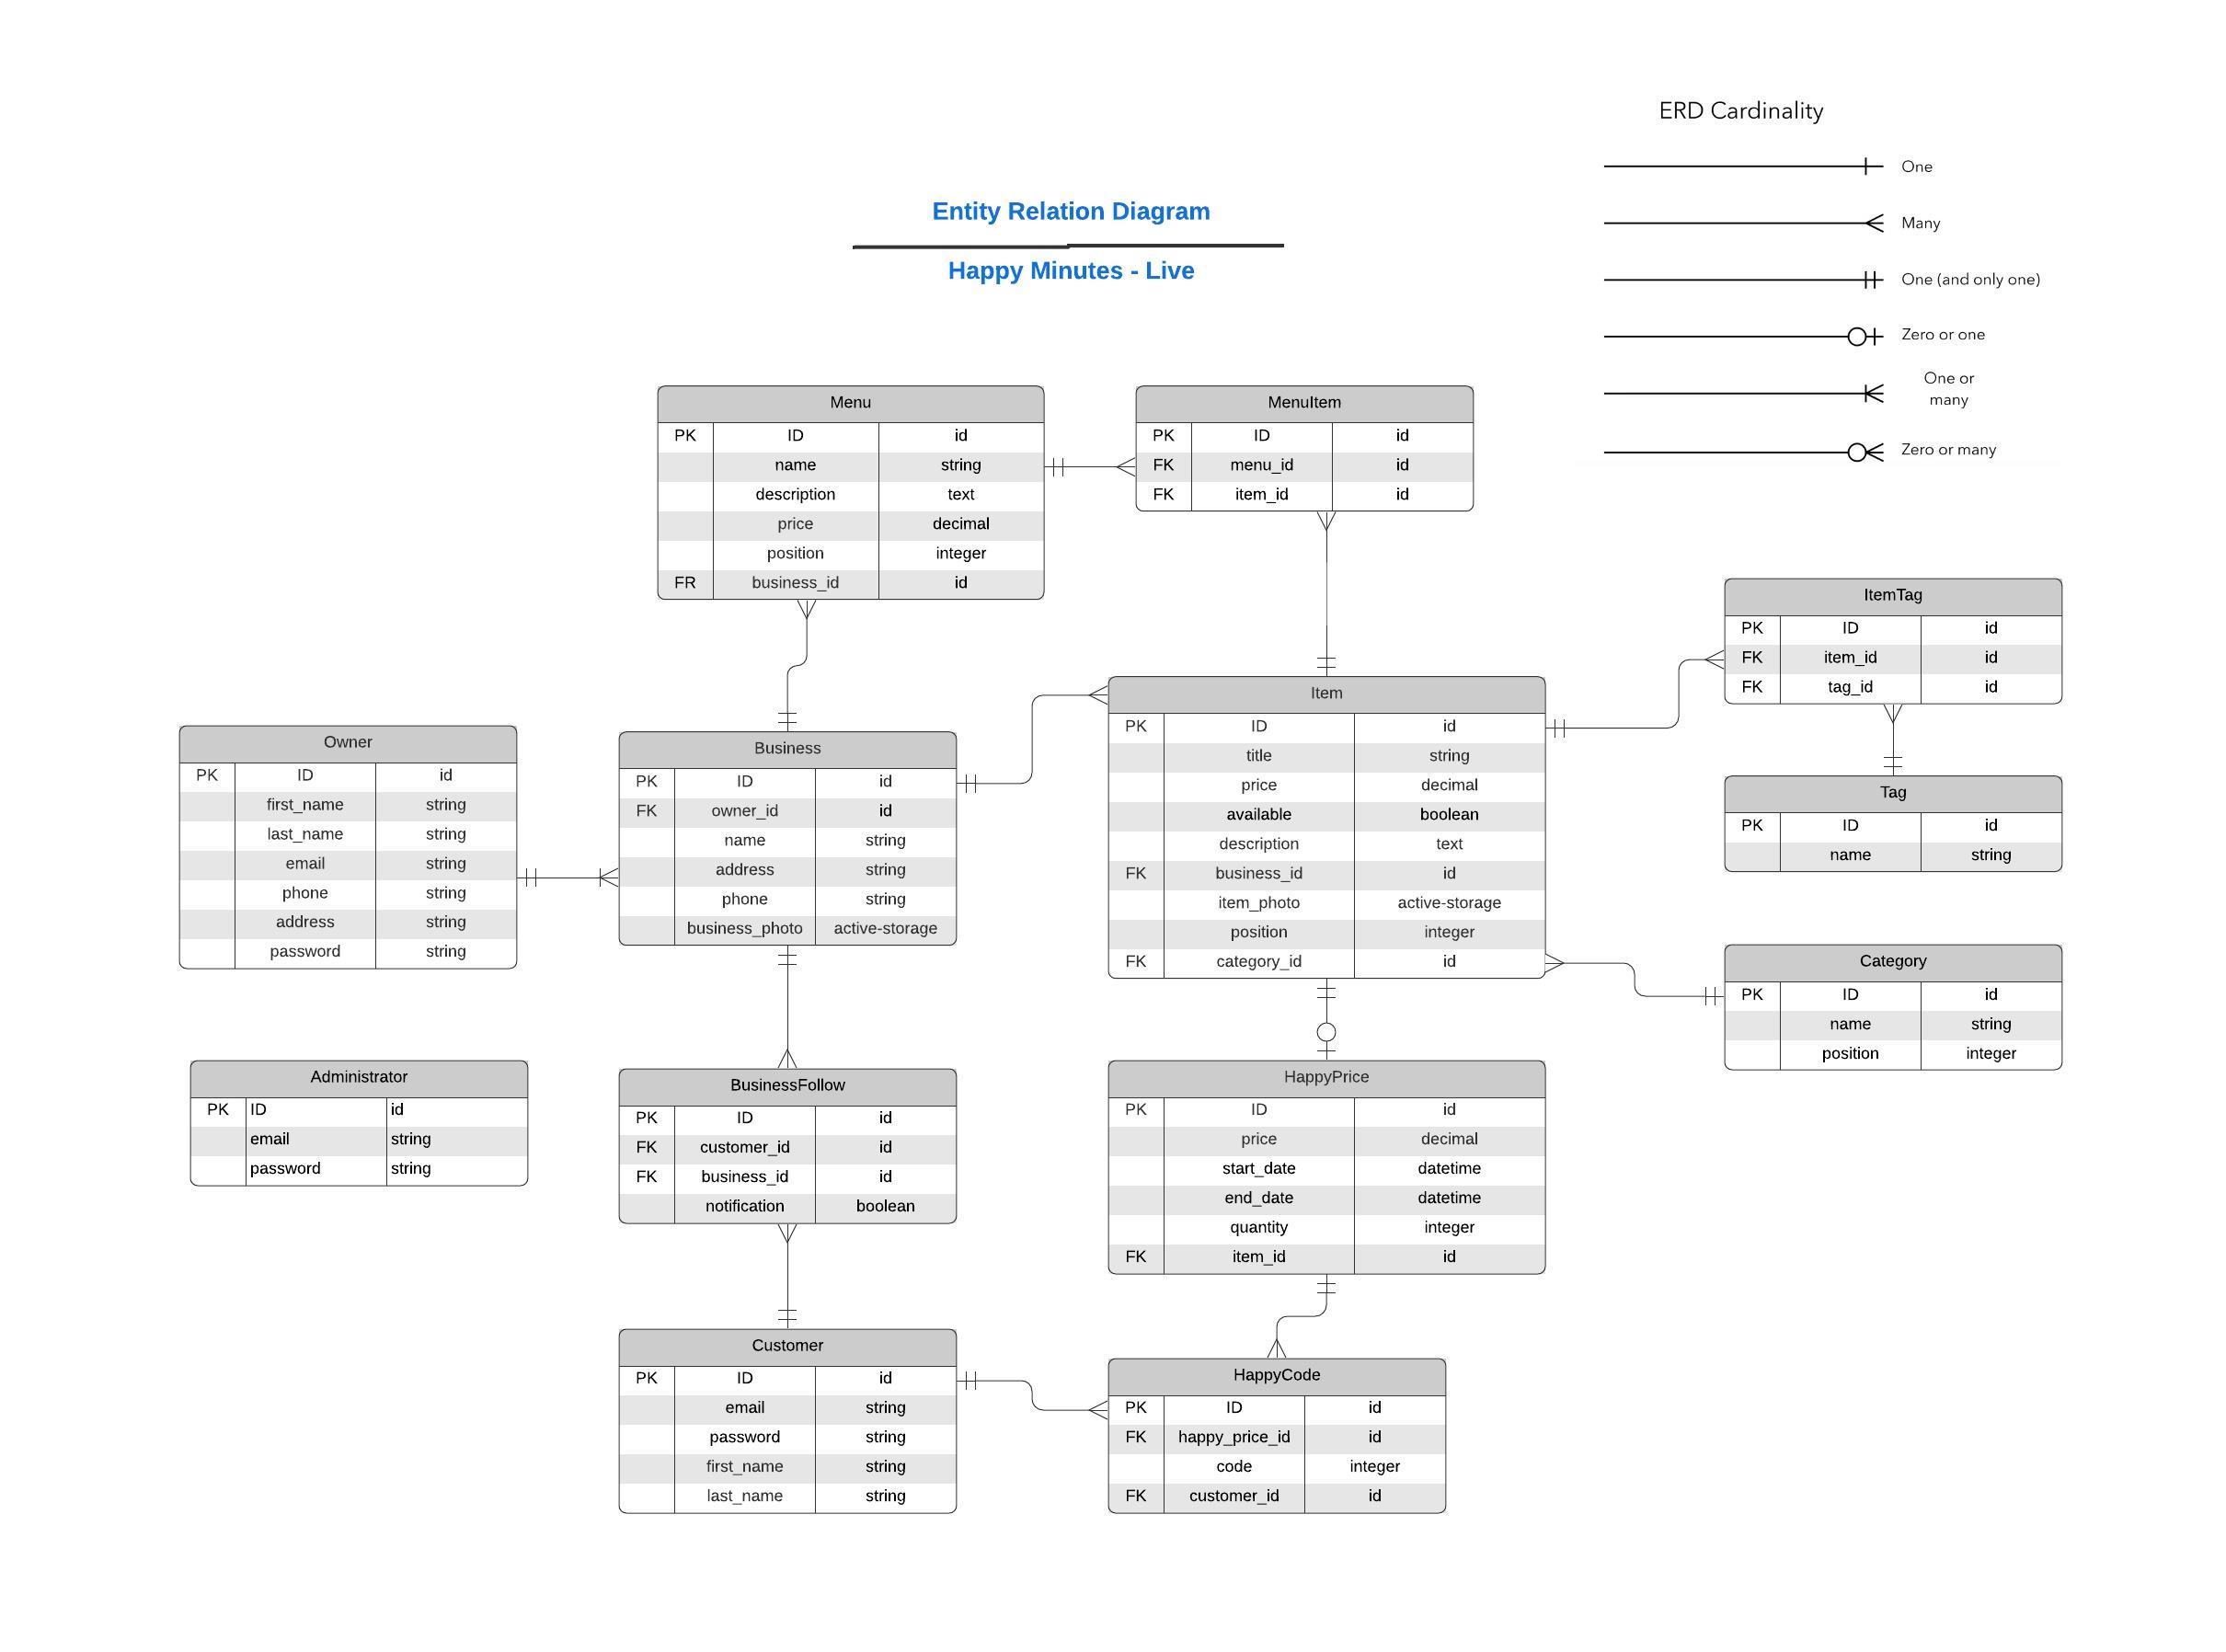 ERD Cardinality
One
Many
One (and only one)
Zero or one
One or
many
Zero or many
Entity Relation Diagram
Happy Minutes - Live
Menu
PK ID id
name string
description text
price decimal
position integer
FR business_id id
MenuItem
PK ID id
FK menu_id id
FK item_id id
ItemTag
PK ID id
FK item_id id
FK tag_id id
Item
PK ID id
title string
price decimal
available boolean
description text
FK business_id id
item_photo active-storage
position integer
FK category_id id
Owner
PK ID id
first_name string
last_name string
email string
phone string
address string
password string
Business
PK ID id
FK owner_id id
name string
address string
phone string
business_photo active-storage
Tag
PK ID id
name string
Category
PK ID id
name string
position integer
Administrator
PK ID id
email string
password string
BusinessFollow
PK ID id
FK customer_id id
FK business_id id
notification boolean
HappyPrice
PK ID id
price decimal
start_date datetime
end_date datetime
quantity integer
FK item_id id
Customer
PK ID id
email string
password string
first_name string
last_name string
HappyCode
PK ID id
FK happy_price_id id
code integer
FK customer_id id